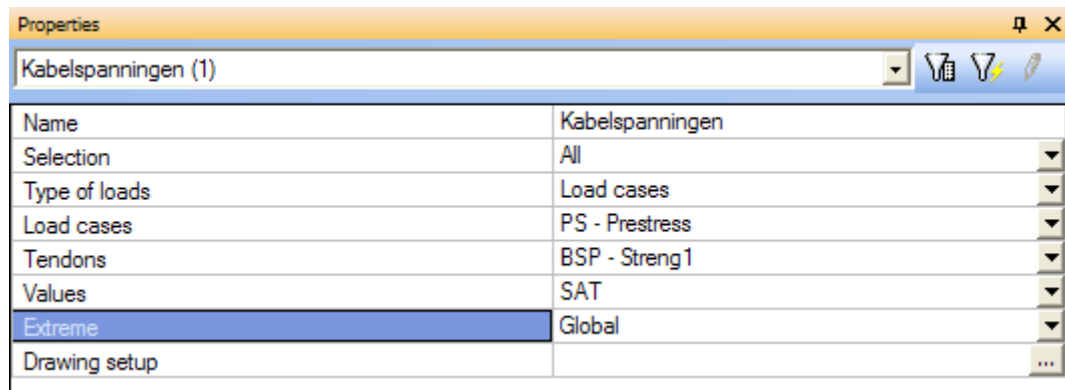 Properties
Kabelspanningen (1)
Name Kabelspanningen
Selection All
Type of loads Load cases
Load cases PS - Prestress
Tendons BSP - Streng1
Values SAT
Extreme Global
Drawing setup ...